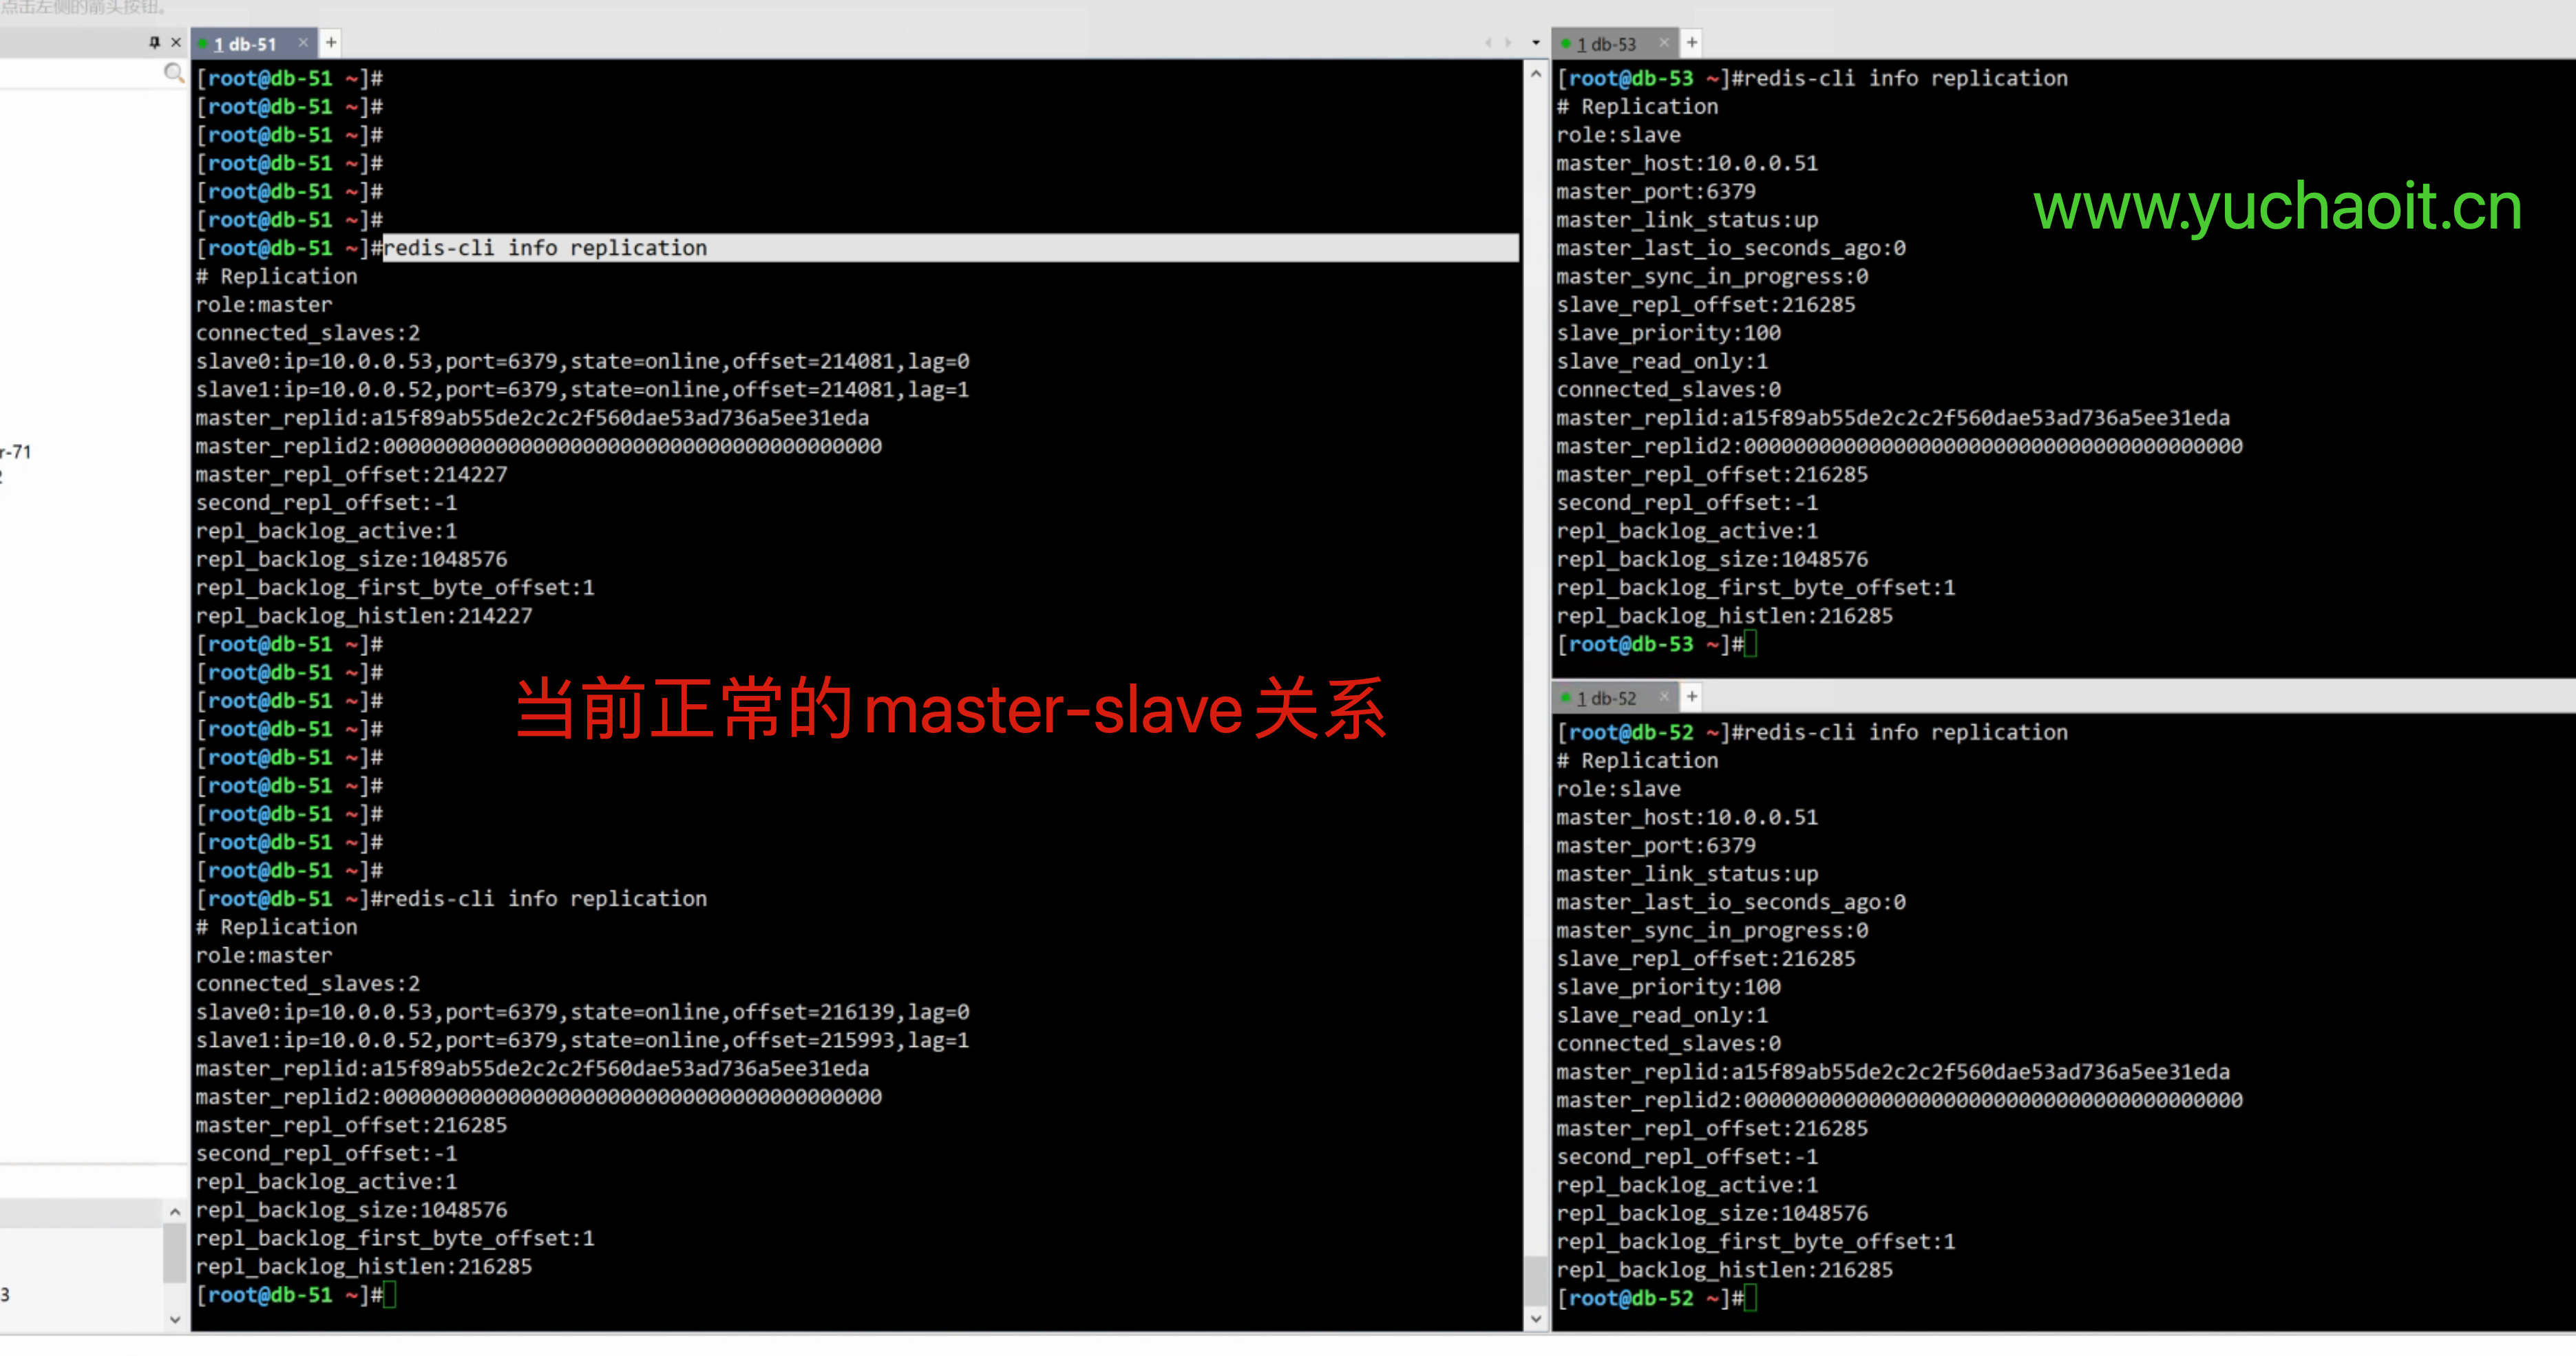 点击左侧的箭头按钮。
r-71
3
1 db-51
[root@db-51 ~]#
[root@db-51 ~]#
[root@db-51 ~]#
[root@db-51 ~]#
[root@db-51 ~]#
[root@db-51 ~]#
[root@db-51 ~]#redis-cli info replication
# Replication
role:master
connected_slaves:2
slave0:ip=10.0.0.53,port=6379,state=online,offset=214081,lag=0
slave1:ip=10.0.0.52,port=6379,state=online,offset=214081,lag=1
master_replid:a15f89ab55de2c2c2f560dae53ad736a5ee31eda
master_replid2:0000000000000000000000000000000000000000
master_repl_offset:214227
second_repl_offset:-1
repl_backlog_active:1
repl_backlog_size:1048576
repl_backlog_first_byte_offset:1
repl_backlog_histlen:214227
[root@db-51 ~]#
[root@db-51 ~]#
[root@db-51 ~]#
[root@db-51 ~]#
[root@db-51 ~]#
[root@db-51 ~]#
[root@db-51 ~]#
[root@db-51 ~]#
[root@db-51 ~]#
当前正常的master-slave关系
[root@db-51 ~]#redis-cli info replication
# Replication
role:master
connected_slaves:2
slave0:ip=10.0.0.53,port=6379,state=online,offset=216139,lag=0
slave1:ip=10.0.0.52,port=6379,state=online,offset=215993,lag=1
master_replid:a15f89ab55de2c2c2f560dae53ad736a5ee31eda
master_replid2:0000000000000000000000000000000000000000
master_repl_offset:216285
second_repl_offset:-1
repl_backlog_active:1
repl_backlog_size:1048576
repl_backlog_first_byte_offset:1
repl_backlog_histlen:216285
[root@db-51 ~]#
1 db-53
[root@db-53 ~]#redis-cli info replication
# Replication
role:slave
master_host:10.0.0.51
master_port:6379
master_link_status:up
master_last_io_seconds_ago:0
master_sync_in_progress:0
slave_repl_offset:216285
slave_priority:100
slave_read_only:1
connected_slaves:0
master_replid:a15f89ab55de2c2c2f560dae53ad736a5ee31eda
master_replid2:0000000000000000000000000000000000000000
master_repl_offset:216285
second_repl_offset:-1
repl_backlog_active:1
repl_backlog_size:1048576
repl_backlog_first_byte_offset:1
repl_backlog_histlen:216285
[root@db-53 ~]#
www.yuchaoit.cn
1 db-52
[root@db-52 ~]#redis-cli info replication
# Replication
role:slave
master_host:10.0.0.51
master_port:6379
master_link_status:up
master_last_io_seconds_ago:0
master_sync_in_progress:0
slave_repl_offset:216285
slave_priority:100
slave_read_only:1
connected_slaves:0
master_replid:a15f89ab55de2c2c2f560dae53ad736a5ee31eda
master_replid2:0000000000000000000000000000000000000000
master_repl_offset:216285
second_repl_offset:-1
repl_backlog_active:1
repl_backlog_size:1048576
repl_backlog_first_byte_offset:1
repl_backlog_histlen:216285
[root@db-52 ~]#